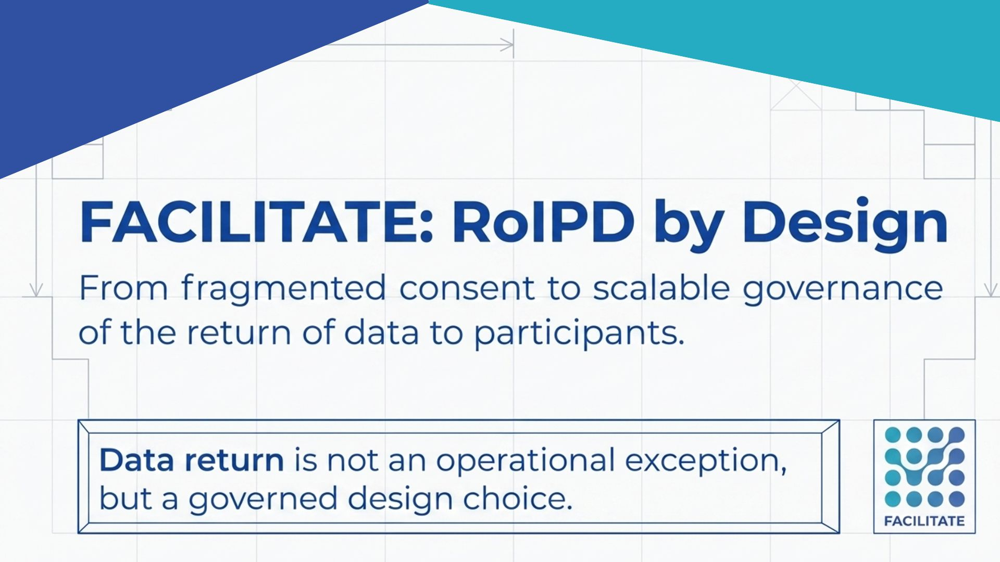 FACILITATE: RoIPD by Design
From fragmented consent to scalable governance
of the return of data to participants.
Data return is not an operational exception,
but a governed design choice.
FACILITATE